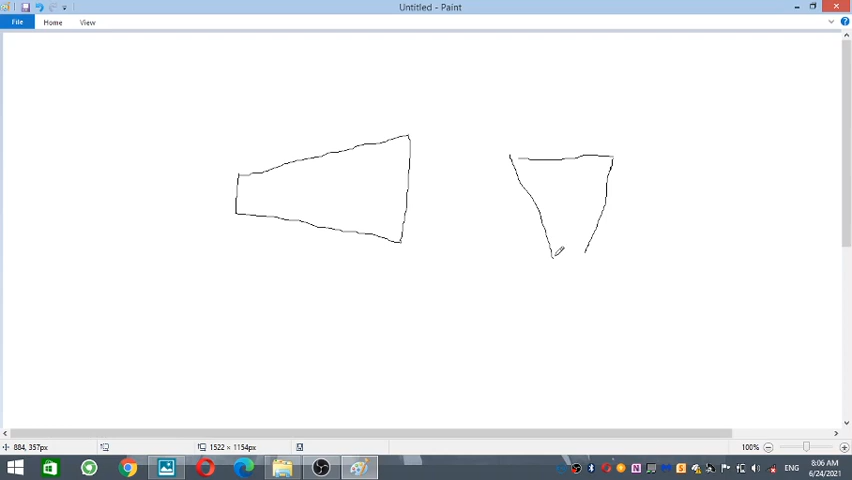 Untitled - Paint
File Home View
884, 357px
1522 × 1154px
100%
ENG
8:06 AM
6/24/2021